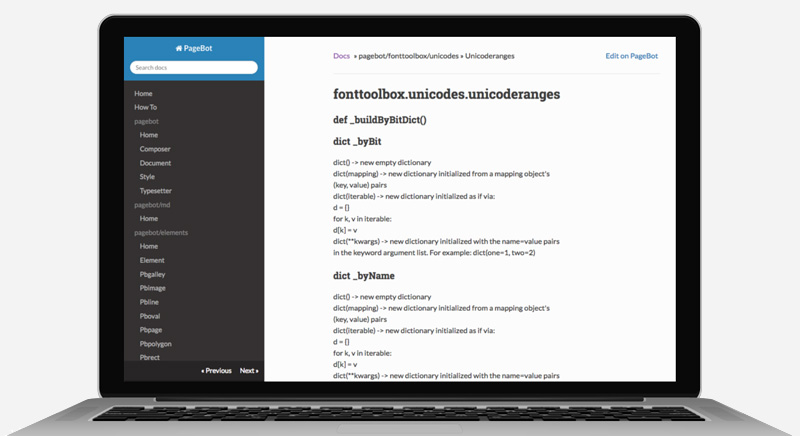 PageBot
Search docs
Home
How To
pagebot
Home
Composer
Document
Style
Typesetter
pagebot/md
Home
pagebot/elements
Home
Element
Pbgalley
Pbimage
Pbline
Pboval
Pbpage
Pbpolygon
Pbrect
« Previous Next »
Docs » pagebot/fonttoolbox/unicodes » Unicoderanges Edit on PageBot
fonttoolbox.unicodes.unicoderanges
def _buildByBitDict()
dict _byBit
dict() -> new empty dictionary
dict(mapping) -> new dictionary initialized from a mapping object's
(key, value) pairs
dict(iterable) -> new dictionary initialized as if via:
d = {}
for k, v in iterable:
d[k] = v
dict(**kwargs) -> new dictionary initialized with the name=value pairs
in the keyword argument list. For example: dict(one=1, two=2)
dict _byName
dict() -> new empty dictionary
dict(mapping) -> new dictionary initialized from a mapping object's
(key, value) pairs
dict(iterable) -> new dictionary initialized as if via:
d = {}
for k, v in iterable:
d[k] = v
dict(**kwargs) -> new dictionary initialized with the name=value pairs